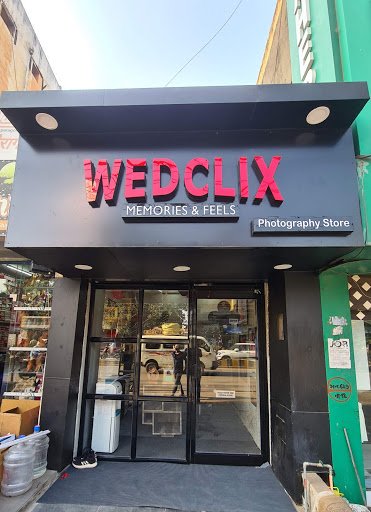 WEDCLIX
MEMORIES & FEELS
Photography Store